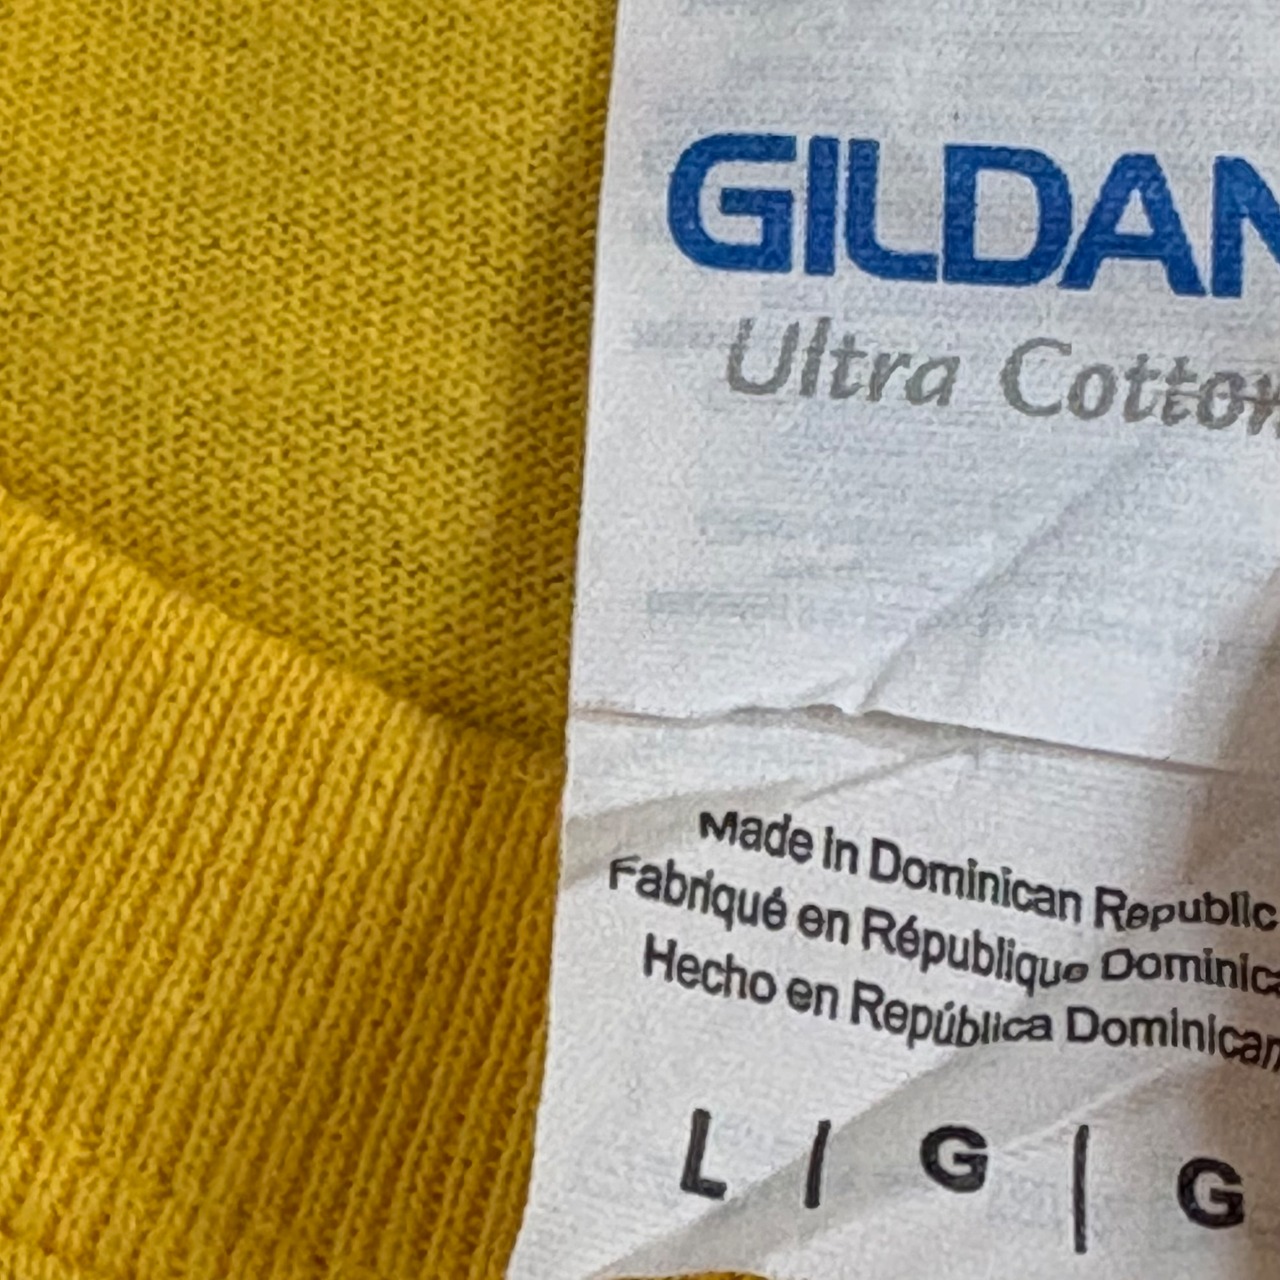 GILDAN
Ultra Cotton
Made in Dominican Republic
Fabriqué en République Dominica
Hecho en República Dominican
L | G | G